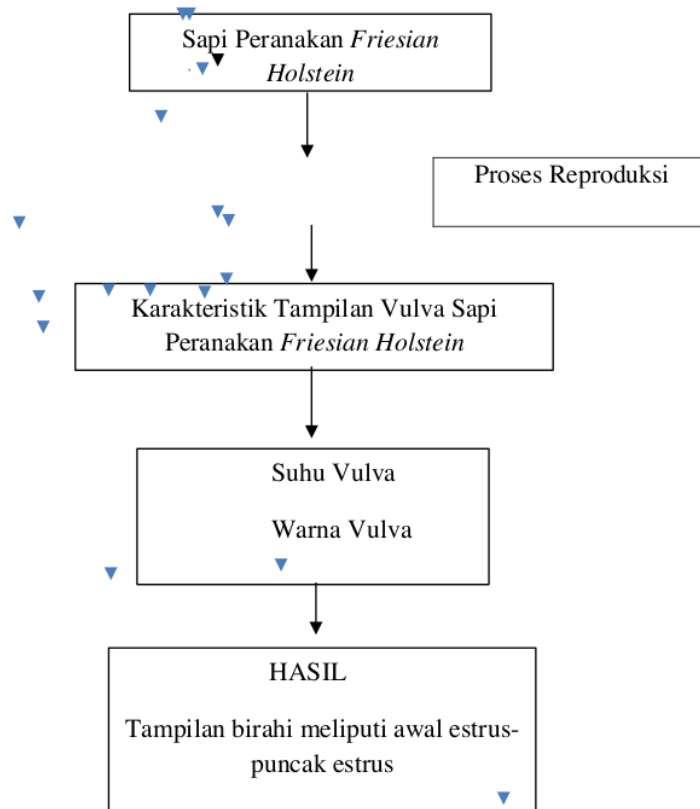 Sapi Peranakan Friesian
Holstein
Proses Reproduksi
Karakteristik Tampilan Vulva Sapi
Peranakan Friesian Holstein
Suhu Vulva
Warna Vulva
HASIL
Tampilan birahi meliputi awal estrus-
puncak estrus